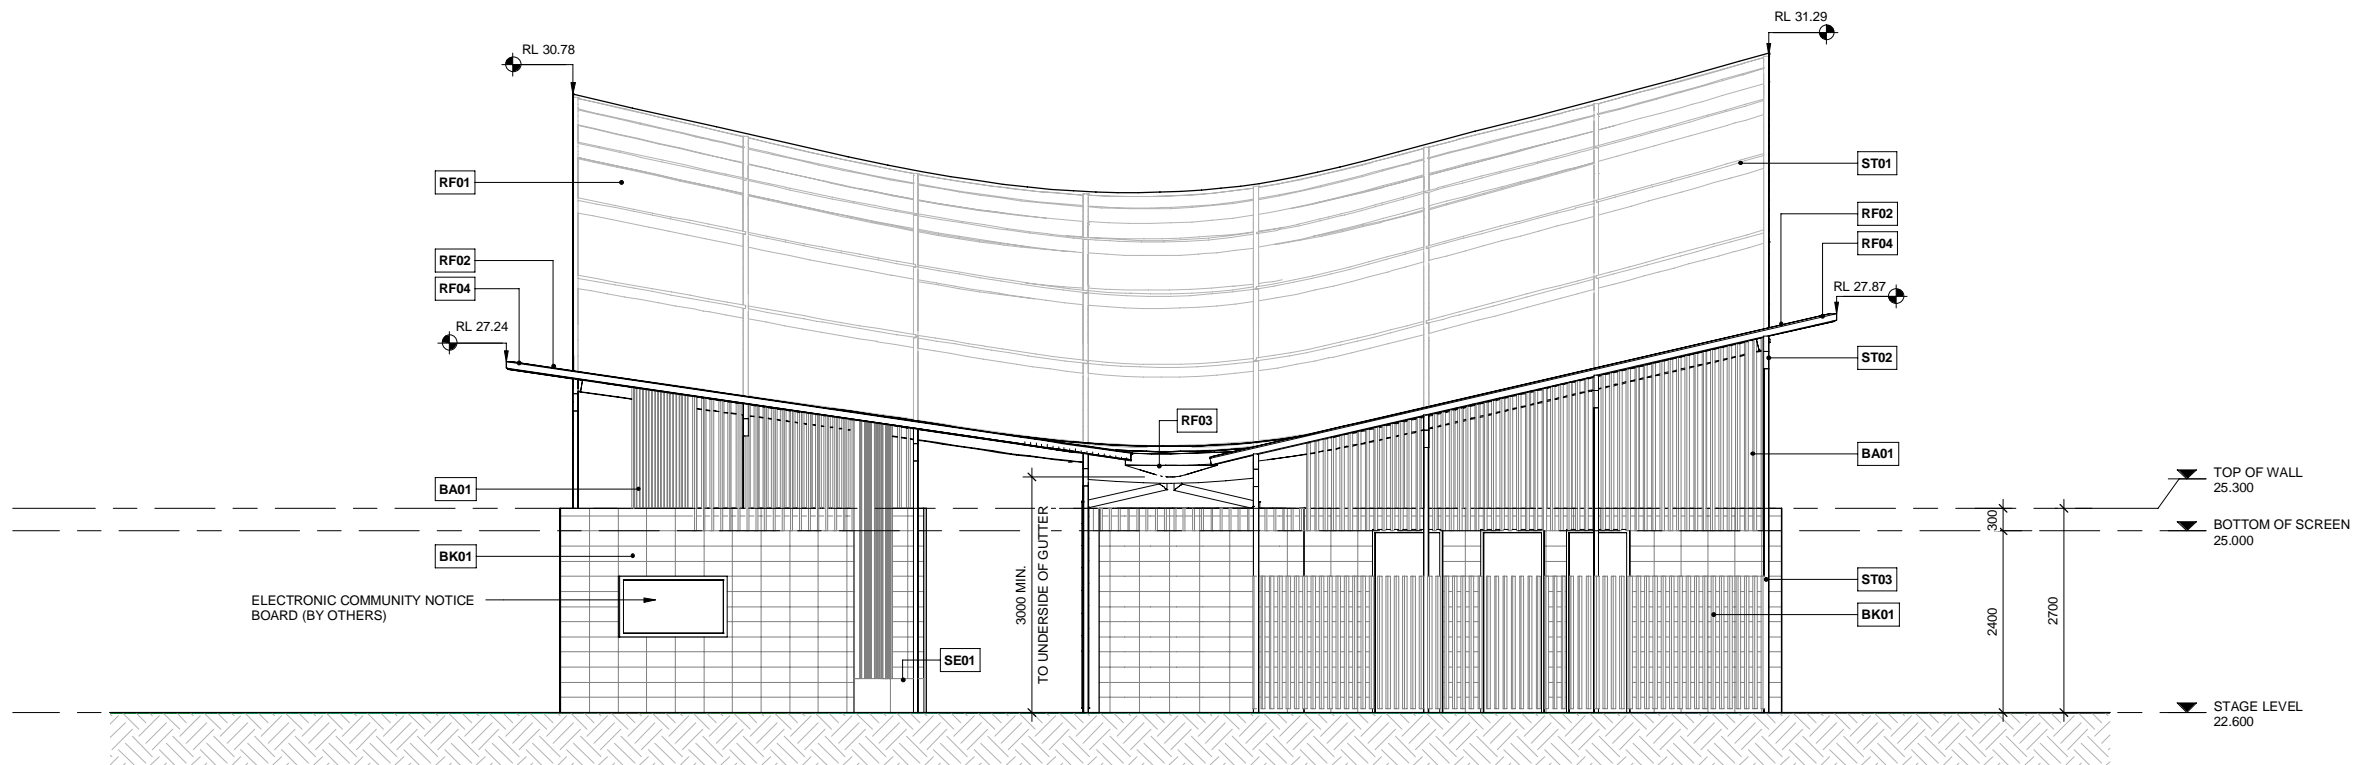 RL 31.29
RL 30.78
ST01
RF01
RF02
RF04
RF02
RF04
RL 27.87
RL 27.24
ST02
RF03
BA01
BA01
TOP OF WALL
25.300
300
BOTTOM OF SCREEN
25.000
BK01
3000 MIN.
TO UNDERSIDE OF GUTTER
ST03
ELECTRONIC COMMUNITY NOTICE
BOARD (BY OTHERS)
BK01
2400
2700
SE01
STAGE LEVEL
22.600